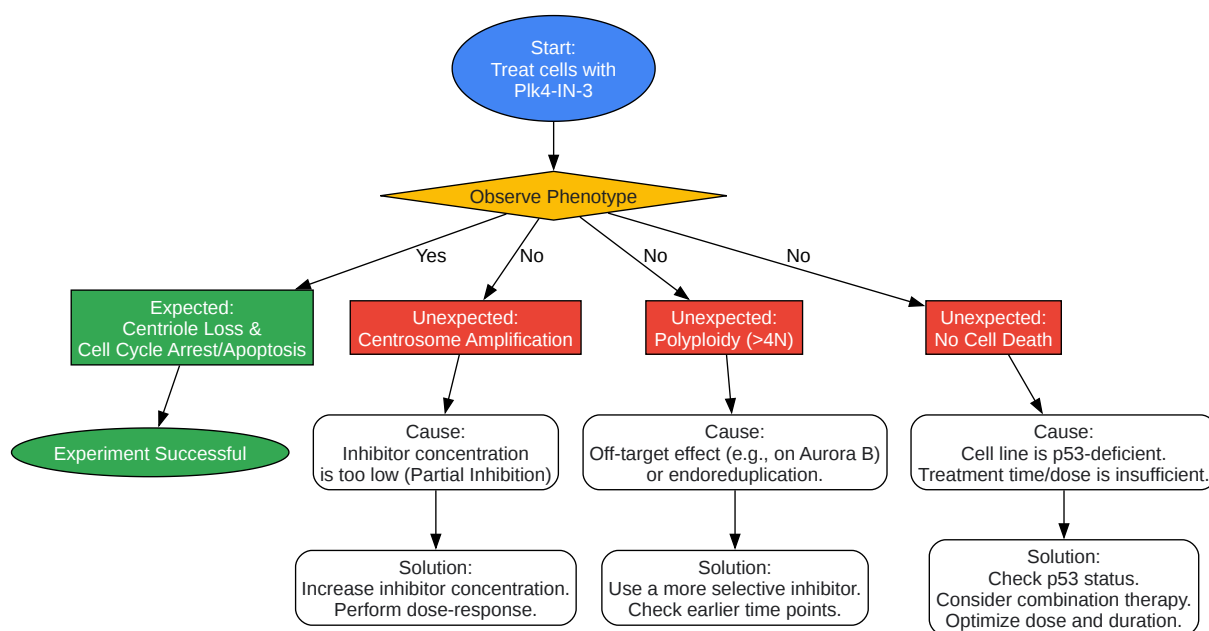 Start:
Treat cells with
Plk4-IN-3
Observe Phenotype
Yes
No
No
No
Expected:
Centriole Loss &
Cell Cycle Arrest/Apoptosis
Unexpected:
Centrosome Amplification
Unexpected:
Polyploidy (>4N)
Unexpected:
No Cell Death
Experiment Successful
Cause:
Inhibitor concentration
is too low (Partial Inhibition)
Cause:
Off-target effect (e.g., on Aurora B)
or endoreduplication.
Cause:
Cell line is p53-deficient.
Treatment time/dose is insufficient.
Solution:
Increase inhibitor concentration.
Perform dose-response.
Solution:
Use a more selective inhibitor.
Check earlier time points.
Solution:
Check p53 status.
Consider combination therapy.
Optimize dose and duration.